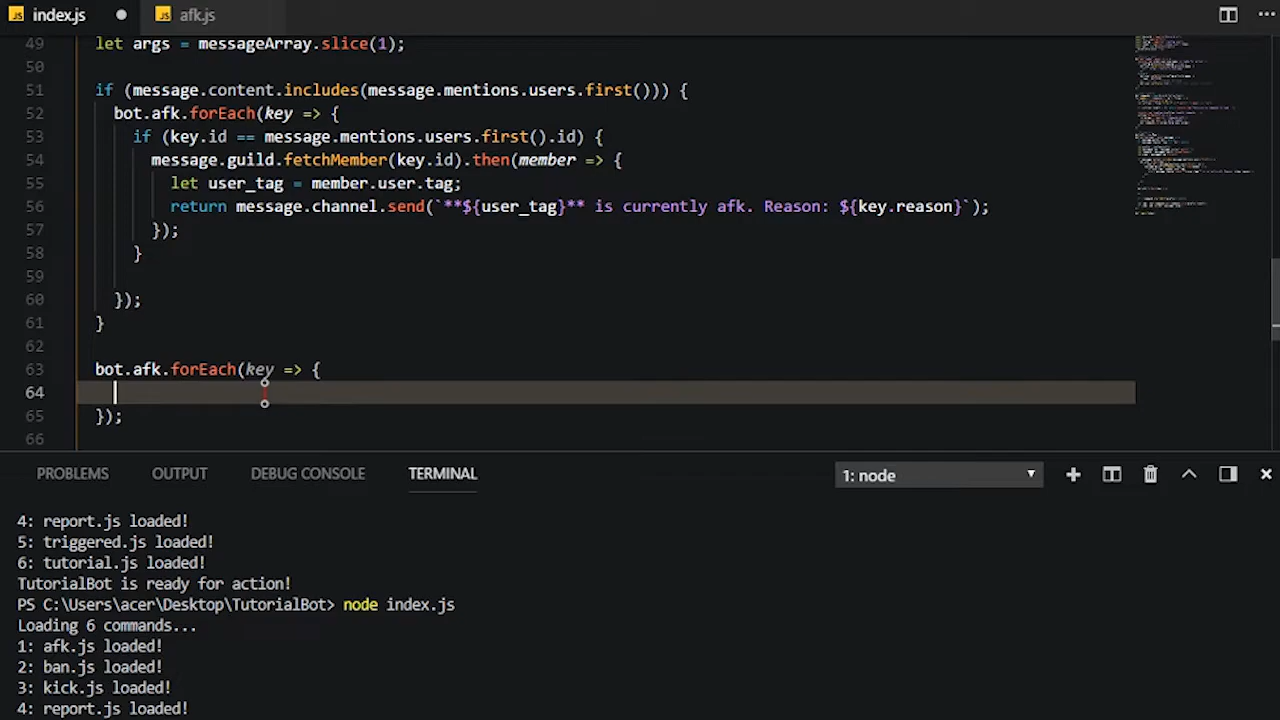 index.js
afk.js
49 let args = messageArray.slice(1);
50
51 if (message.content.includes(message.mentions.users.first())) {
52 bot.afk.forEach(key => {
53 if (key.id == message.mentions.users.first().id) {
54 message.guild.fetchMember(key.id).then(member => {
55 let user_tag = member.user.tag;
56 return message.channel.send(`**${user_tag}** is currently afk. Reason: ${key.reason}`);
57 });
58 }
59
60 });
61 }
62
63 bot.afk.forEach(key => {
64
65 });
66
PROBLEMS OUTPUT DEBUG CONSOLE TERMINAL 1: node
4: report.js loaded!
5: triggered.js loaded!
6: tutorial.js loaded!
TutorialBot is ready for action!
PS C:\Users\acer\Desktop\TutorialBot> node index.js
Loading 6 commands...
1: afk.js loaded!
2: ban.js loaded!
3: kick.js loaded!
4: report.js loaded!